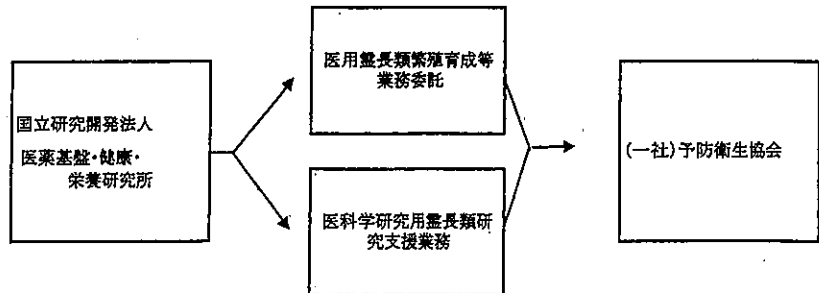 国立研究開発法人
医薬基盤・健康・
栄養研究所
医用霊長類繁殖育成等
業務委託
医科学研究用霊長類研
究支援業務
(一社)予防衛生協会